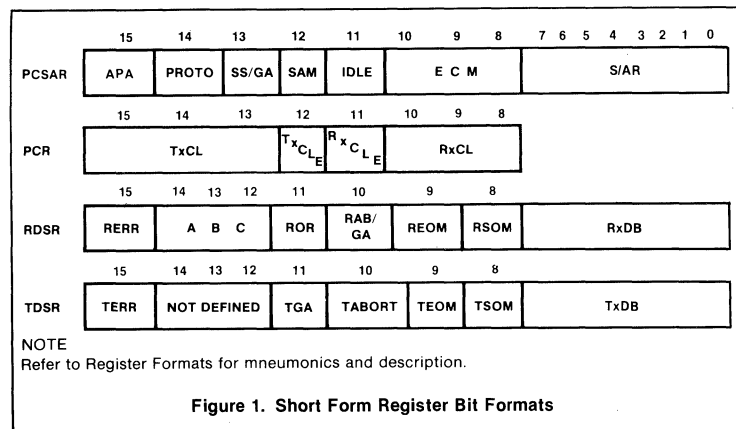 15 14 13 12 11 10 9 8 7 6 5 4 3 2 1 0
PCSAR APA PROTO SS/GA SAM IDLE E C M S/AR
15 14 13 12 11 10 9 8
PCR TxCL TxCLE RxCLE RxCL
15 14 13 12 11 10 9 8
RDSR RERR A B C ROR RAB/GA REOM RSOM RxDB
15 14 13 12 11 10 9 8
TDSR TERR NOT DEFINED TGA TABORT TEOM TSOM TxDB
NOTE
Refer to Register Formats for mneumonics and description.
Figure 1. Short Form Register Bit Formats